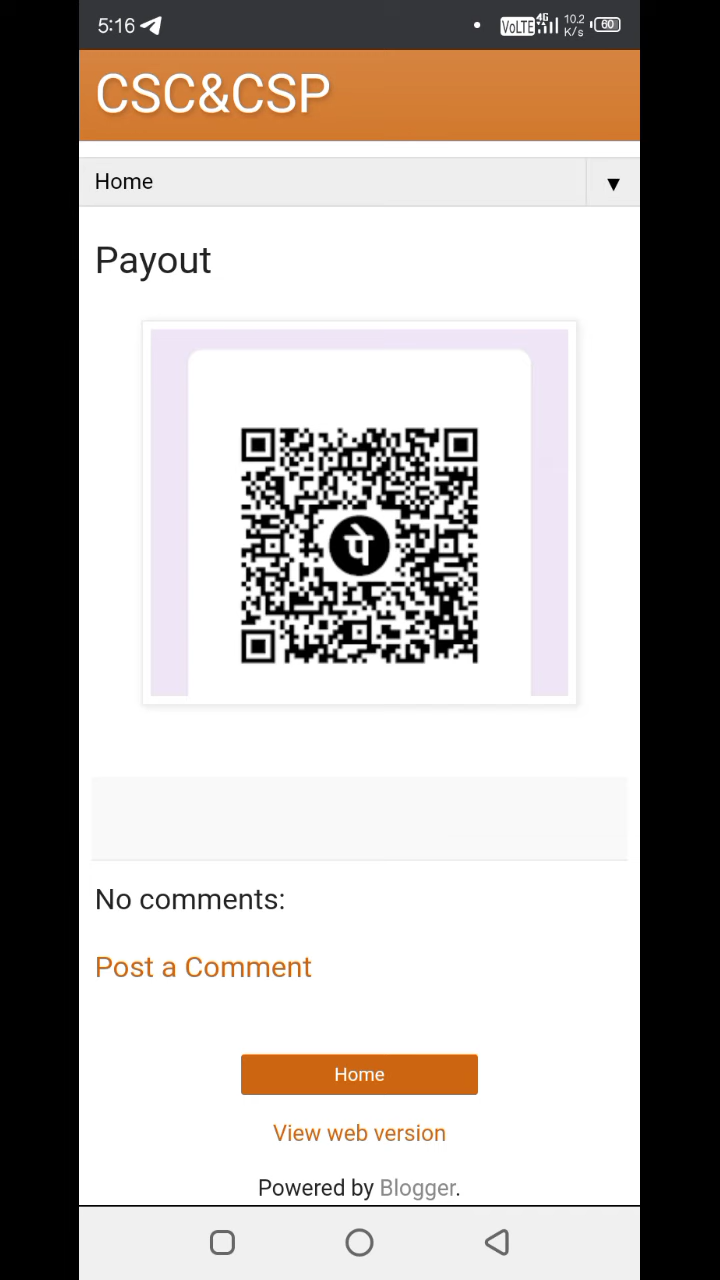 5:16 VoLTE 4G 10.2 K/s 60
CSC&CSP
Home ▼
Payout
पे
No comments:
Post a Comment
Home
View web version
Powered by Blogger.